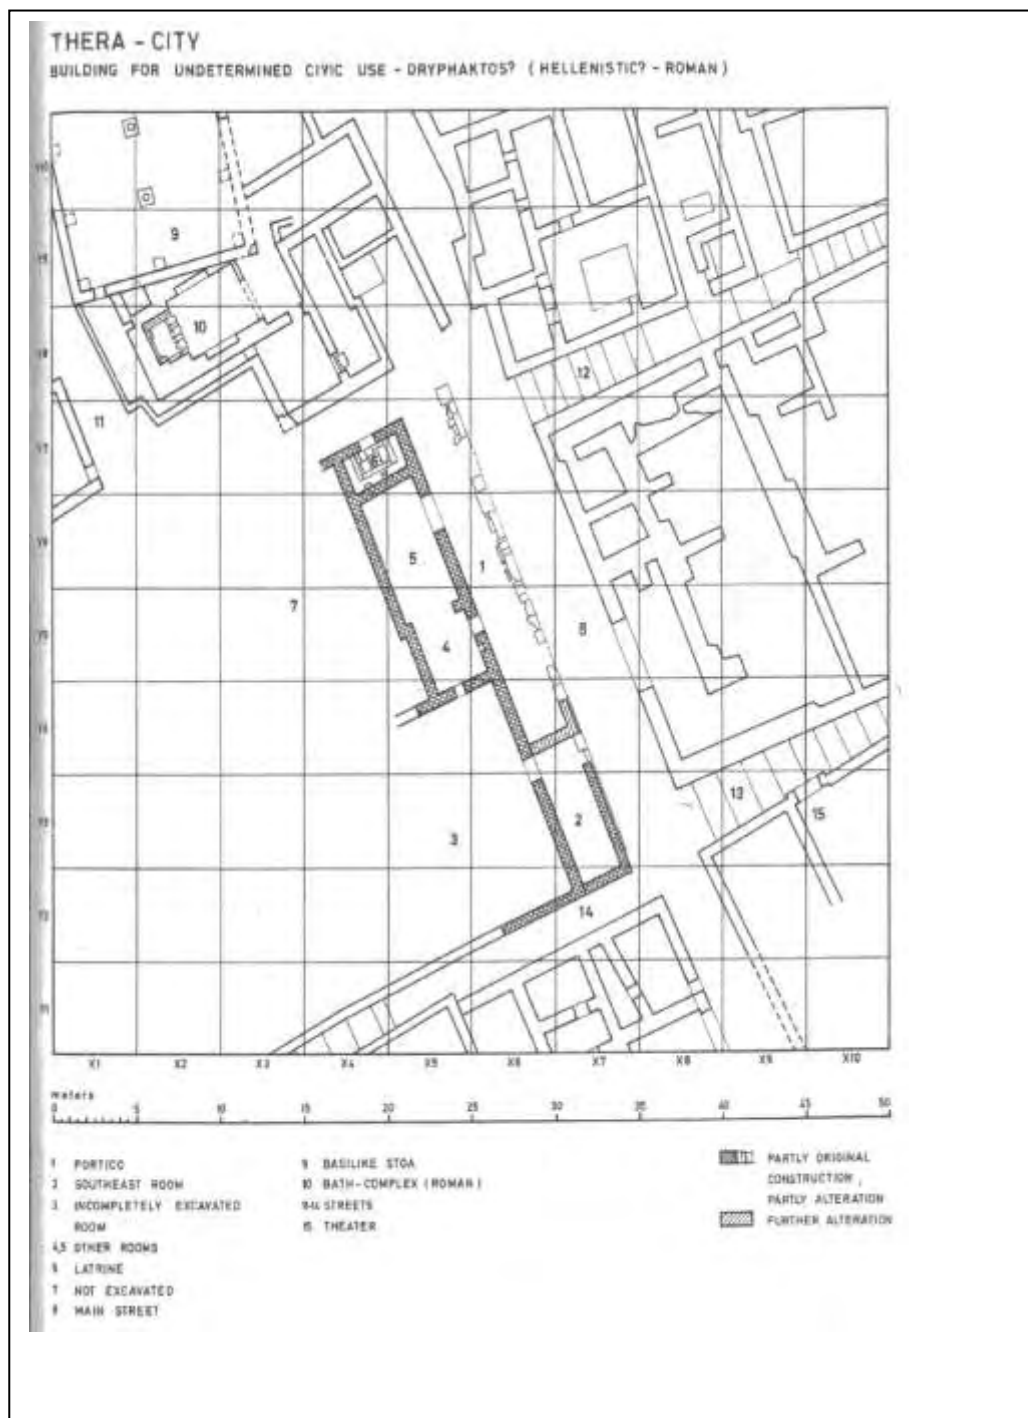 THERA - CITY
BUILDING FOR UNDETERMINED CIVIC USE - DRYPHAKTOS? (HELLENISTIC? - ROMAN)
9
10
11
12
7
5
1
8
4
3
2
13
15
14
X1 X2 X3 X4 X5 X6 X7 X8 X9 X10
meters
0 5 10 15 20 25 30 35 40 45 50
1 PORTICO
2 SOUTHEAST ROOM
3 INCOMPLETELY EXCAVATED
ROOM
4,5 OTHER ROOMS
6 LATRINE
7 NOT EXCAVATED
8 MAIN STREET
9 BASILIKE STOA
10 BATH-COMPLEX (ROMAN)
11-14 STREETS
15 THEATER
PARTLY ORIGINAL
CONSTRUCTION,
PARTLY ALTERATION
FURTHER ALTERATION